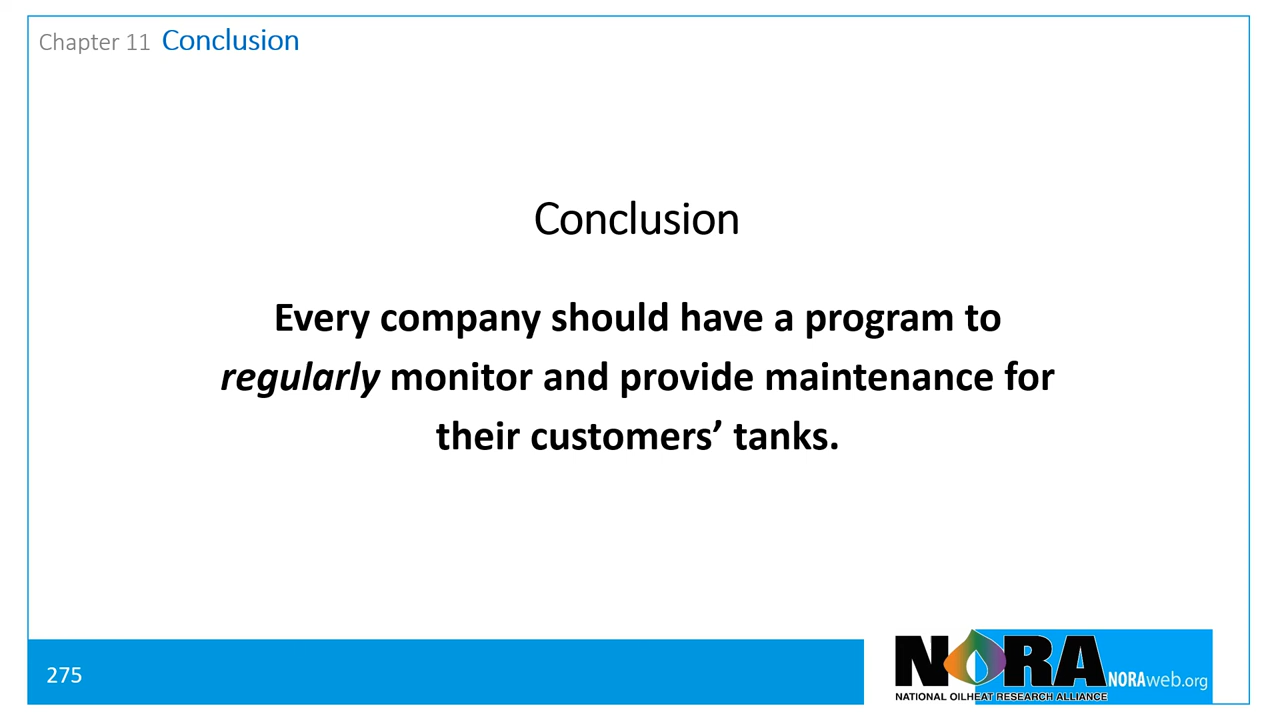 Chapter 11 Conclusion
Conclusion
Every company should have a program to
regularly monitor and provide maintenance for
their customers’ tanks.
275
NORA
NATIONAL OILHEAT RESEARCH ALLIANCE
NORAweb.org